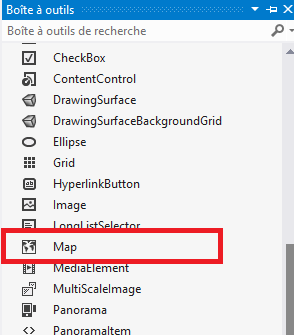 Boîte à outils
Boîte à outils de recherche
CheckBox
ContentControl
DrawingSurface
DrawingSurfaceBackgroundGrid
Ellipse
Grid
HyperlinkButton
Image
LongListSelector
Map
MediaElement
MultiScaleImage
Panorama
PanoramaItem